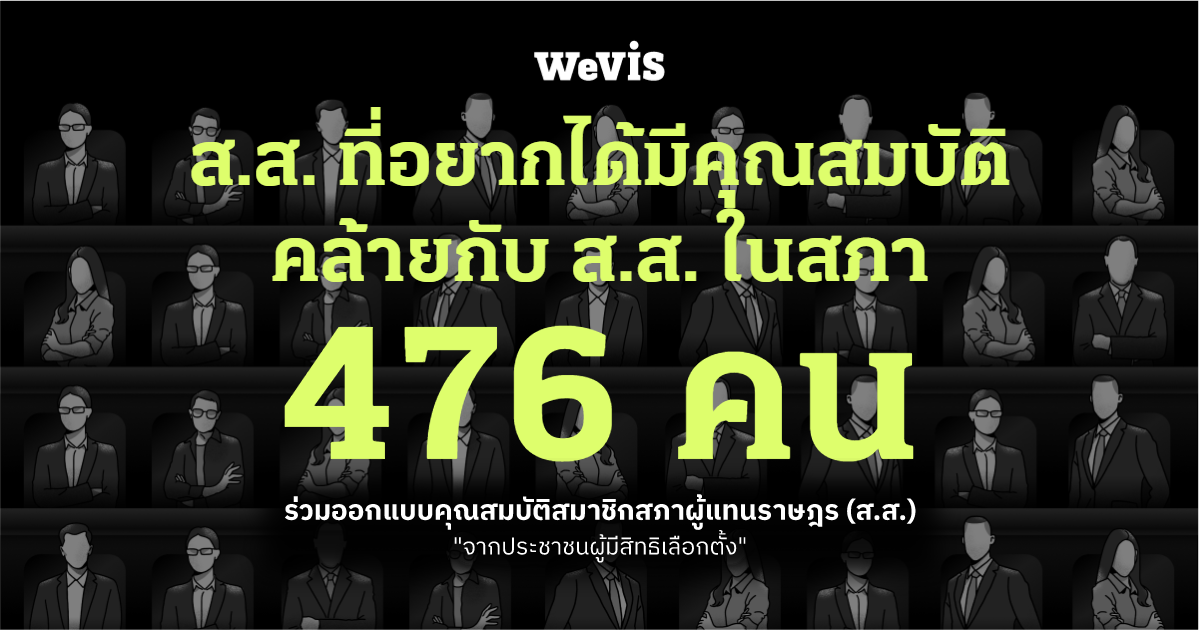 WeVIS
ส.ส. ที่อยากได้มีคุณสมบัติ
คล้ายกับ ส.ส. ในสภา
476 คน
ร่วมออกแบบคุณสมบัติสมาชิกสภาผู้แทนราษฎร (ส.ส.)
"จากประชาชนผู้มีสิทธิเลือกตั้ง"